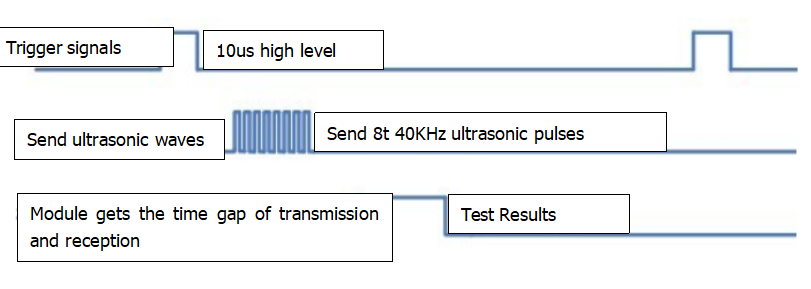 Trigger signals
10us high level
Send ultrasonic waves
Send 8t 40KHz ultrasonic pulses
Module gets the time gap of transmission
and reception
Test Results